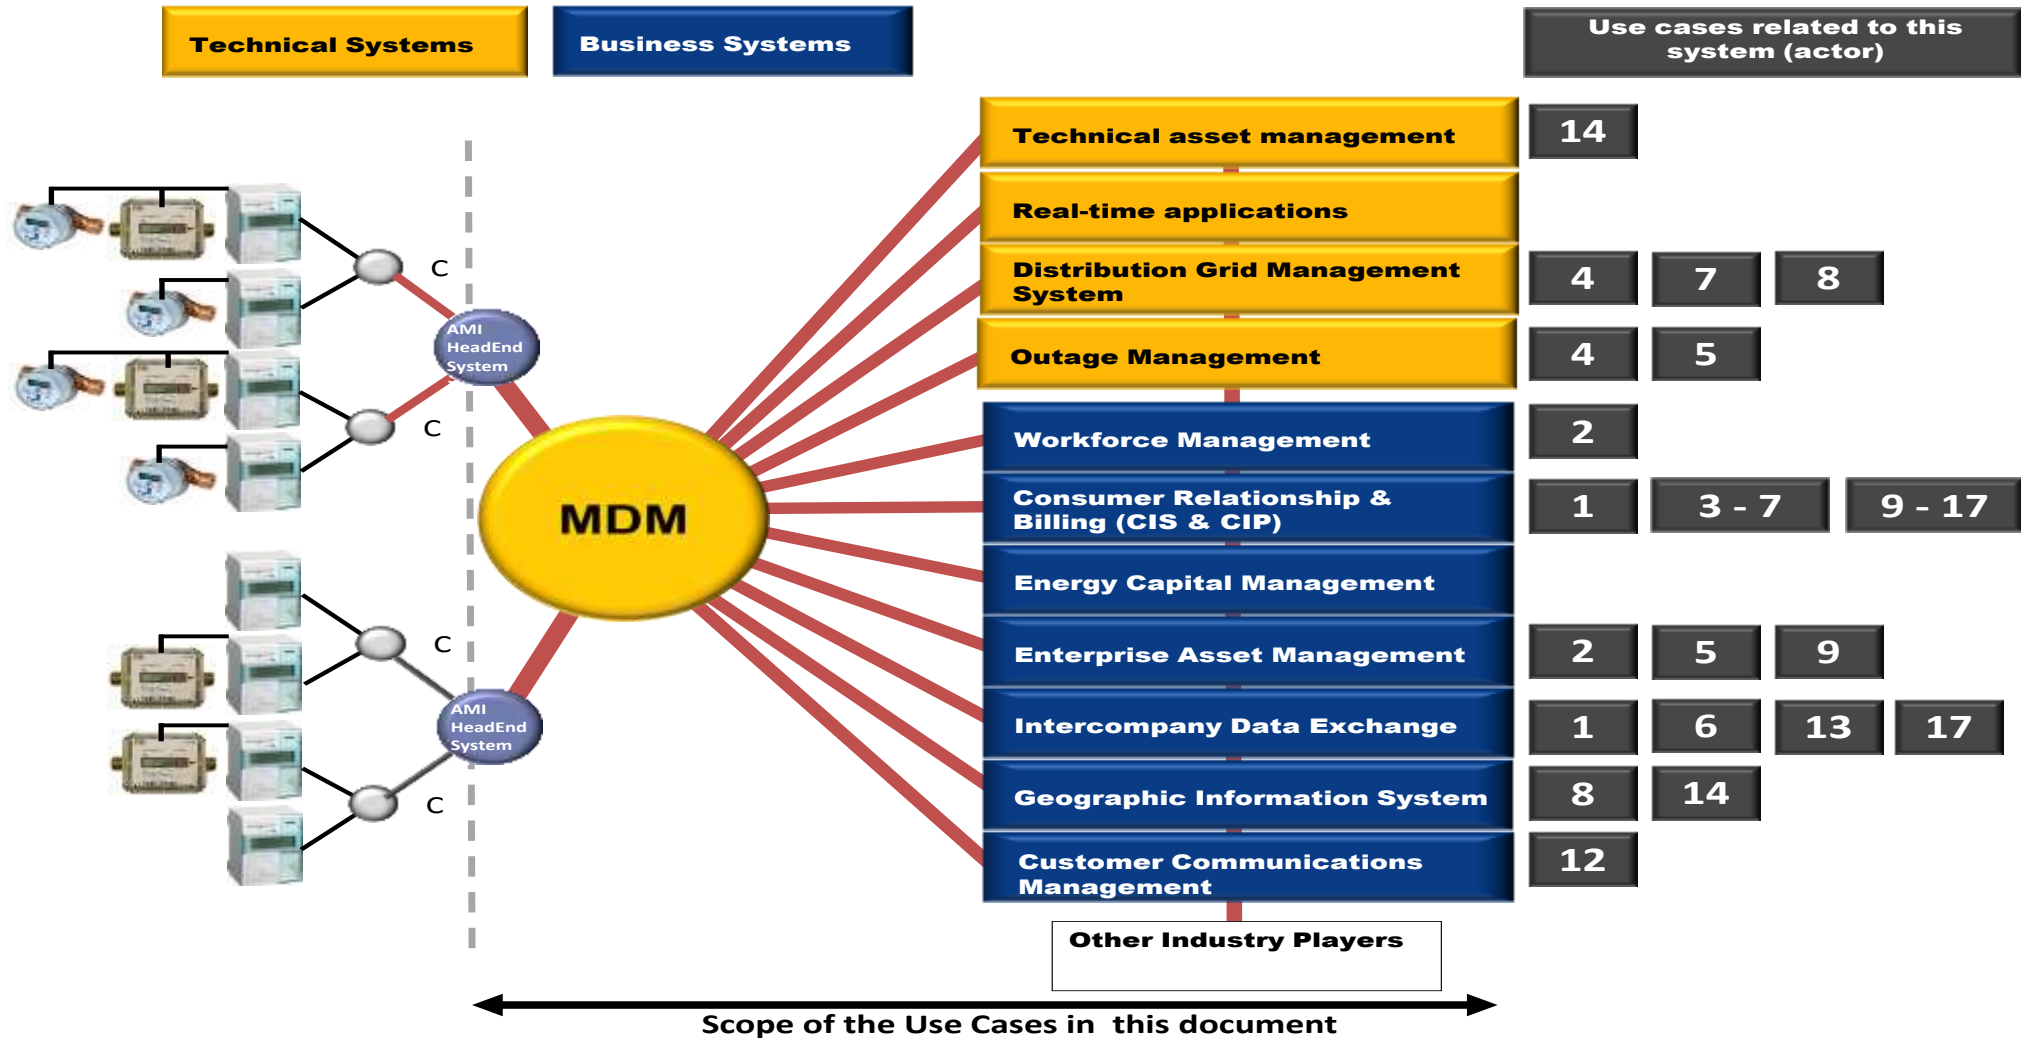 Technical Systems
Business Systems
Use cases related to this
system (actor)
Technical asset management
14
Real-time applications
Distribution Grid Management
System
4
7
8
Outage Management
4
5
Workforce Management
2
Consumer Relationship &
Billing (CIS & CIP)
1
3 - 7
9 - 17
Energy Capital Management
Enterprise Asset Management
2
5
9
Intercompany Data Exchange
1
6
13
17
Geographic Information System
8
14
Customer Communications
Management
12
Other Industry Players
C
AMI
HeadEnd
System
C
MDM
C
AMI
HeadEnd
System
C
Scope of the Use Cases in  this document